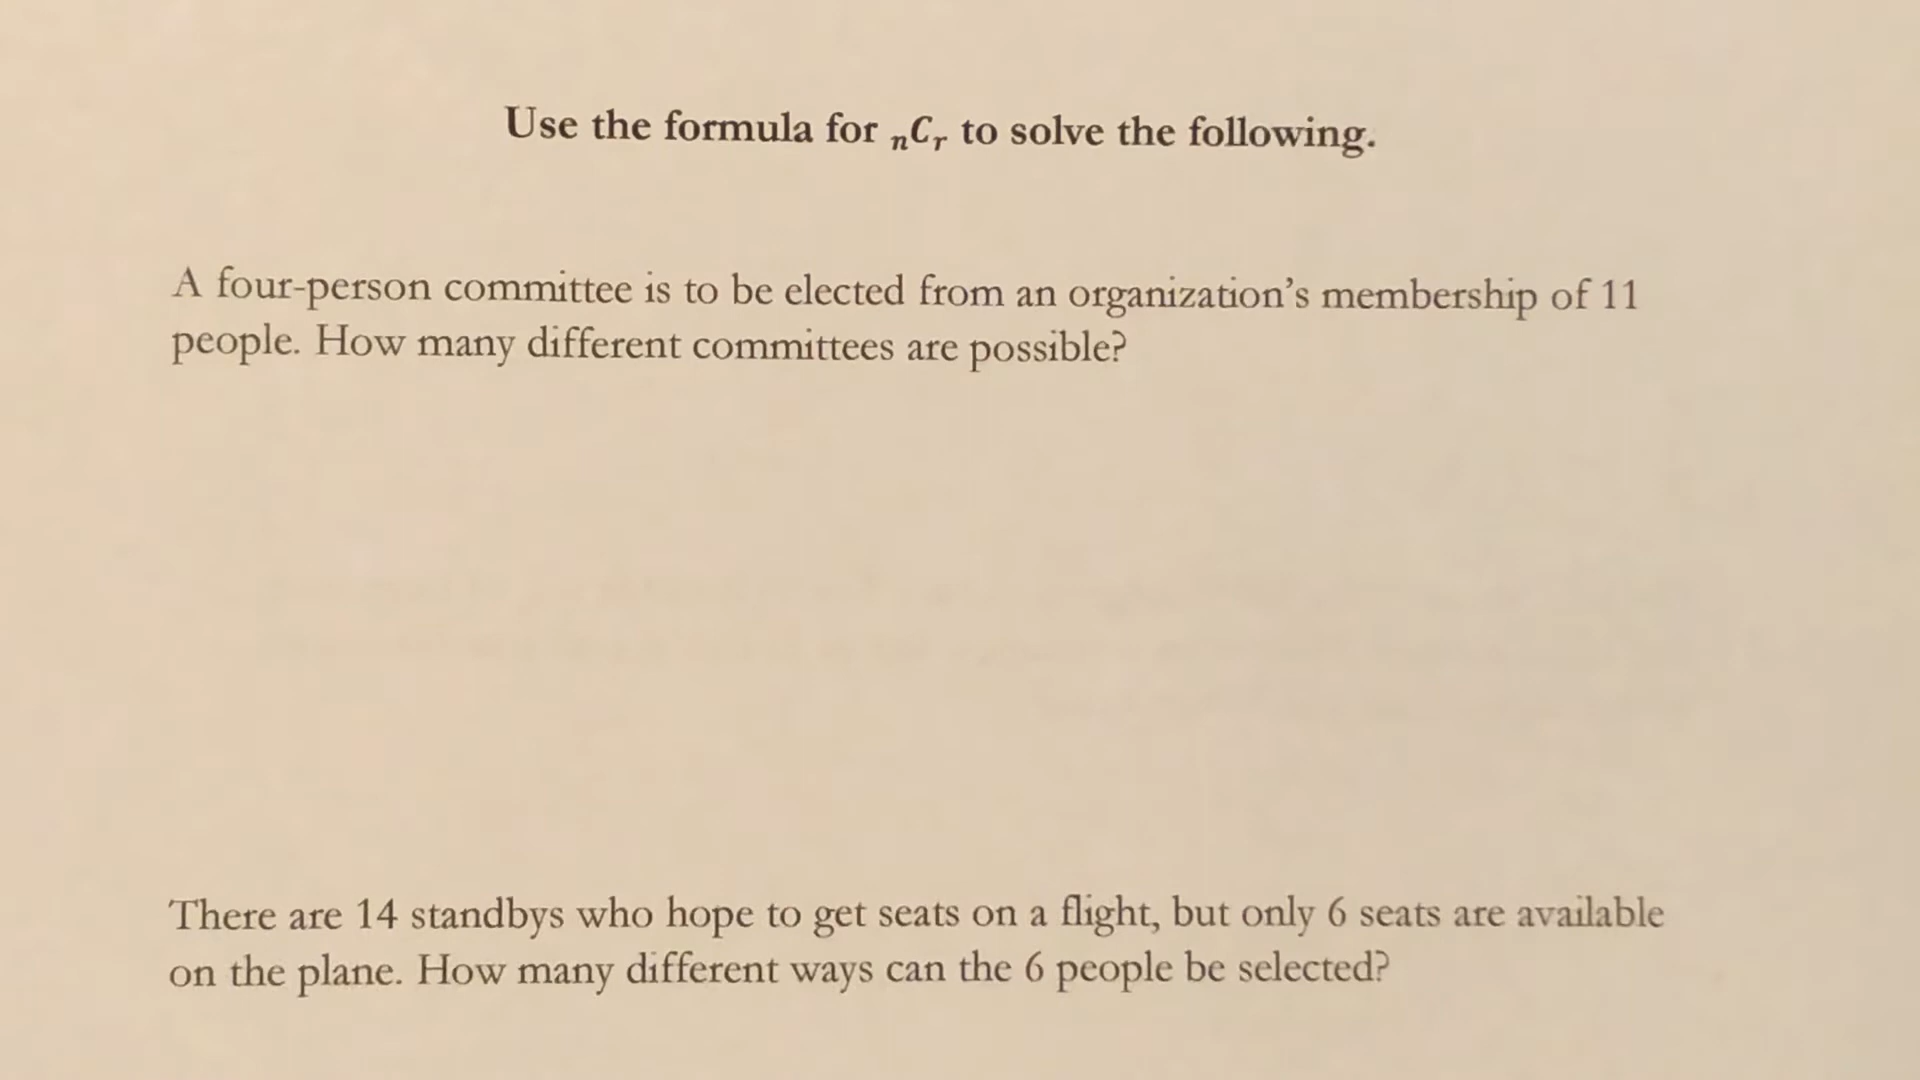 Use the formula for ₙCᵣ to solve the following.
A four-person committee is to be elected from an organization's membership of 11
people. How many different committees are possible?
There are 14 standbys who hope to get seats on a flight, but only 6 seats are available
on the plane. How many different ways can the 6 people be selected?